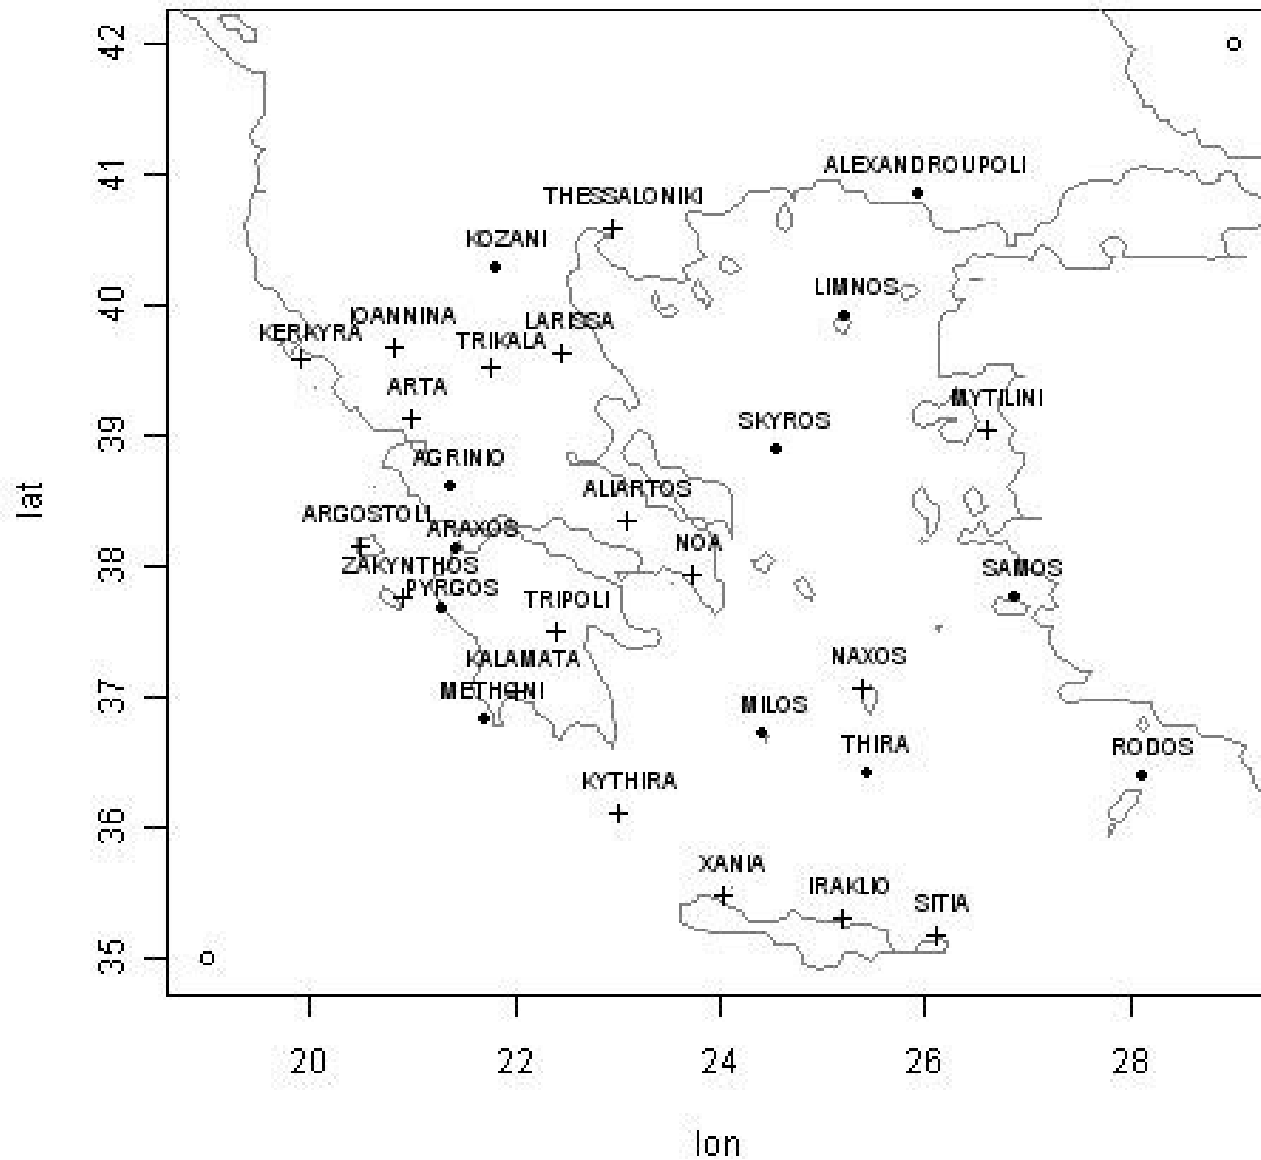 42
ALEXANDROUPOLI
41
THESSALONIKI
KOZANI
40
LIMNOS
IOANNINA
LARISSA
KERKYRA
TRIKALA
ARTA
MYTILINI
39
SKYROS
AGRINIO
lat
ALIARTOS
ARGOSTOLI
ARAXOS
NOA
38
ZAKYNTHOS
SAMOS
PYRGOS
TRIPOLI
KALAMATA
NAXOS
37
METHONI
MILOS
THIRA
RODOS
KYTHIRA
36
XANIA
IRAKLIO
SITIA
35
20 22 24 26 28
lon